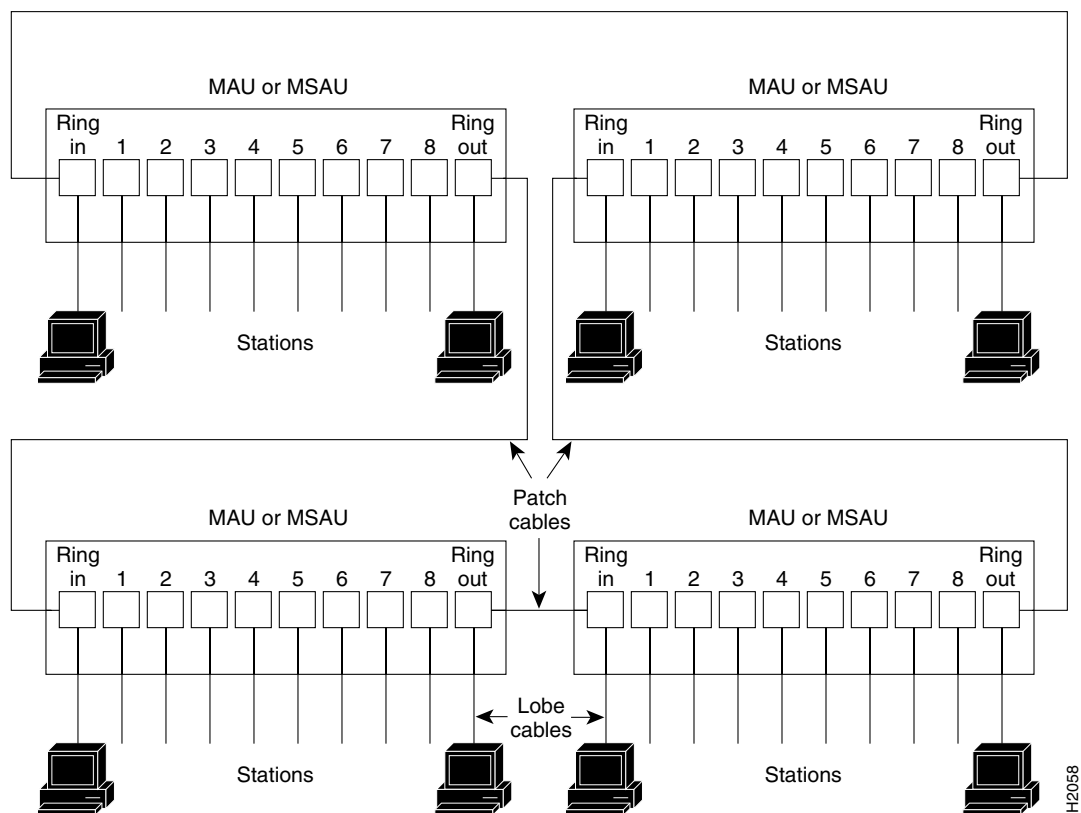 MAU or MSAU
Ring in 1 2 3 4 5 6 7 8 Ring out
Stations
MAU or MSAU
Ring in 1 2 3 4 5 6 7 8 Ring out
Stations
Patch
cables
MAU or MSAU
Ring in 1 2 3 4 5 6 7 8 Ring out
Stations
MAU or MSAU
Ring in 1 2 3 4 5 6 7 8 Ring out
Lobe
cables
Stations
H2058